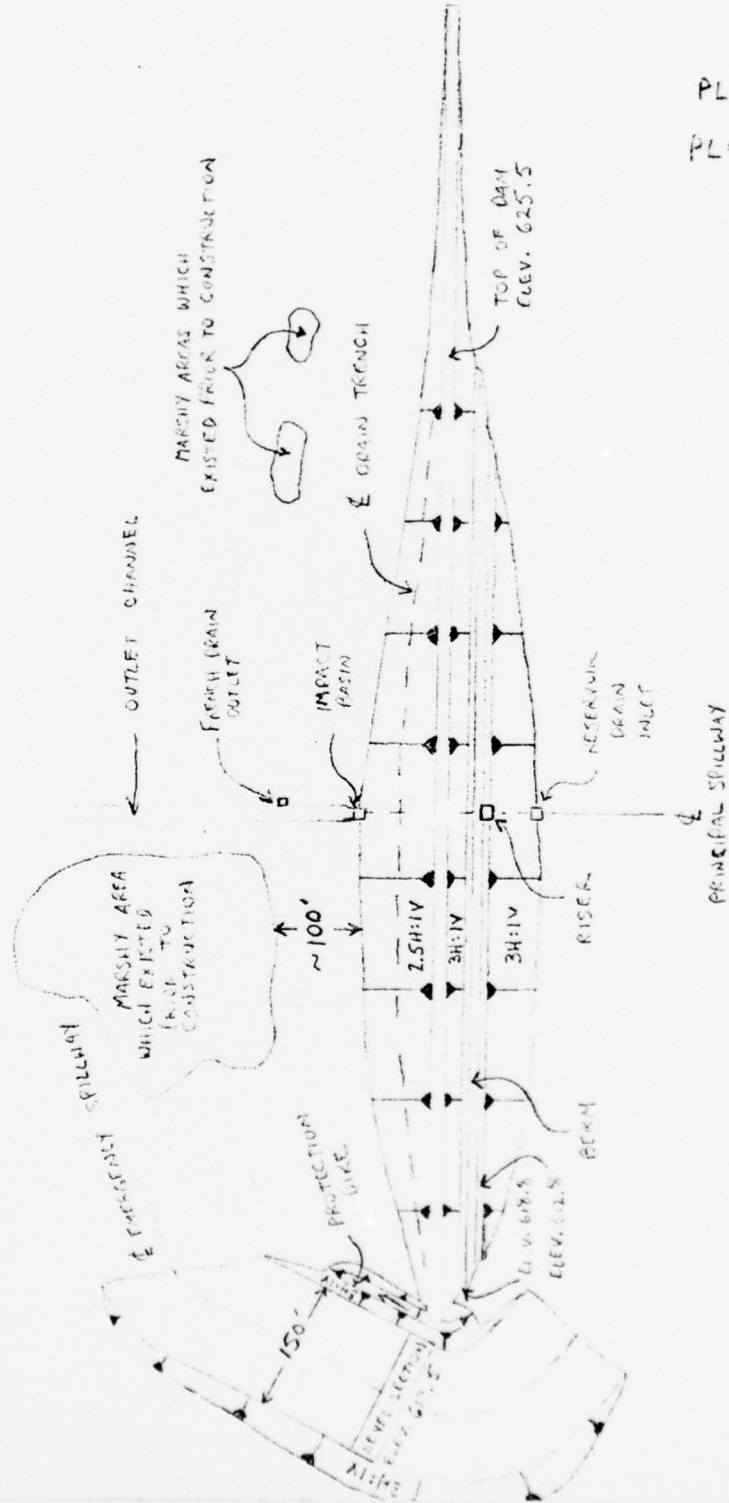 PL
PL
MARSHY AREAS WHICH
EXISTED PRIOR TO CONSTRUCTION
TOP OF DAM
ELEV. 625.5
℄ DRAIN TRENCH
OUTLET CHANNEL
FRENCH DRAIN
OUTLET
IMPACT
BASIN
RESERVOIR
DRAIN
INLET
℄
PRINCIPAL SPILLWAY
RISER
MARSHY AREA
WHICH EXISTED
PRIOR TO
CONSTRUCTION
~100'
2.5H:1V
3H:1V
3H:1V
℄ EMERGENCY SPILLWAY
PROTECTION
DIKE
BERM
ELEV. 612.8
150'
LEVEL SECTION
3H:1V